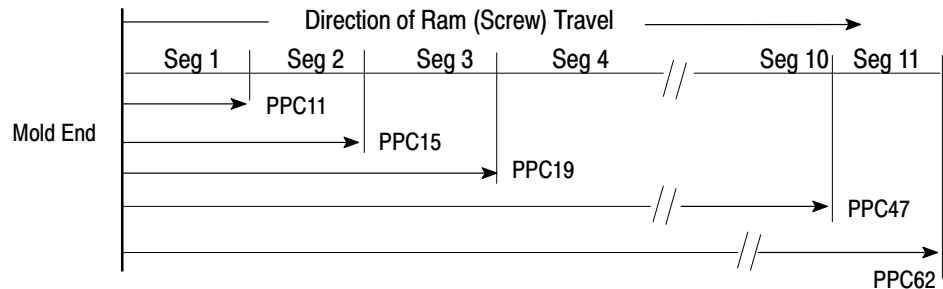 Direction of Ram (Screw) Travel
Seg 1 Seg 2 Seg 3 Seg 4 Seg 10 Seg 11
PPC11
Mold End
PPC15
PPC19
PPC47
PPC62